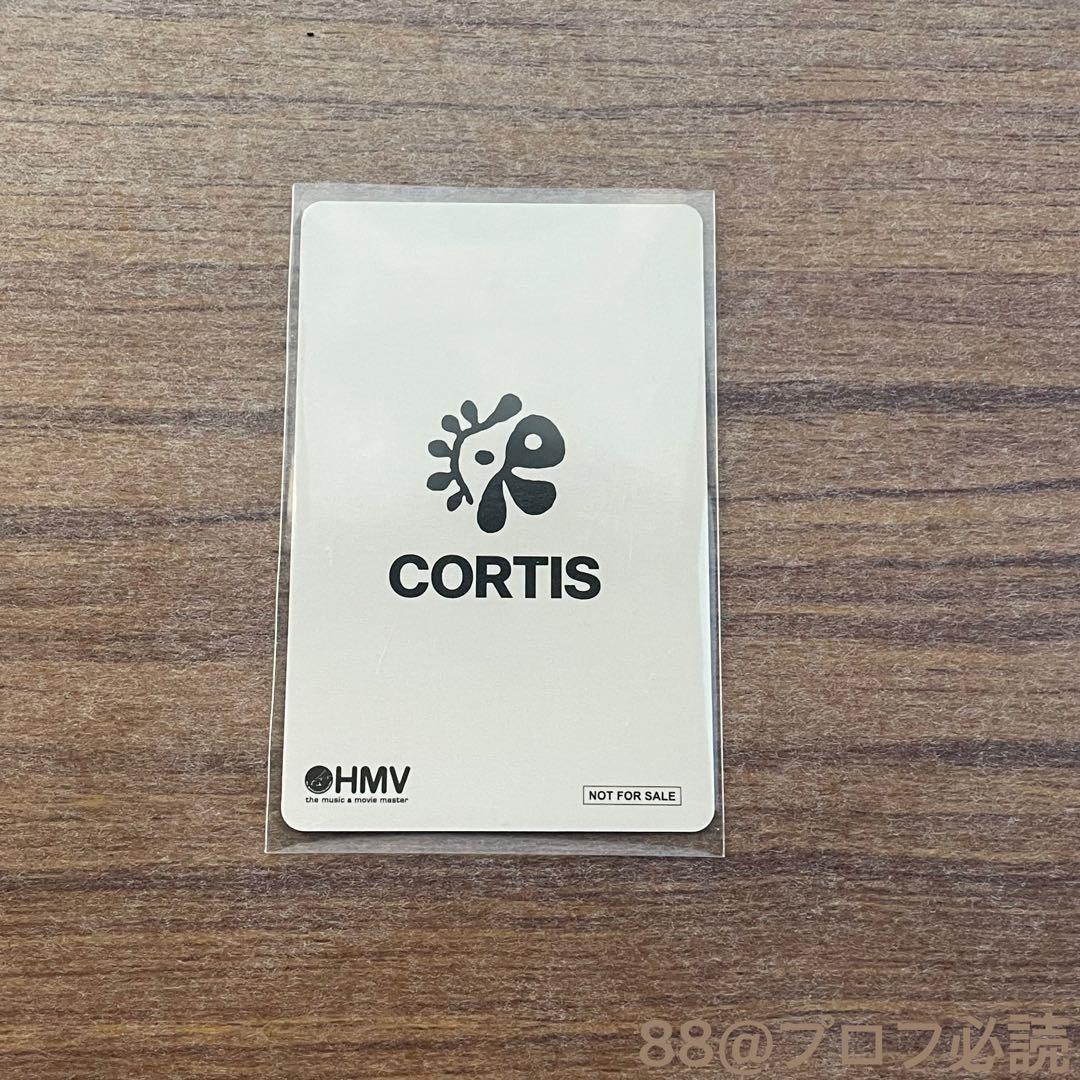 CORTIS
HMV
the music & movie master
NOT FOR SALE
88@プロフ必読